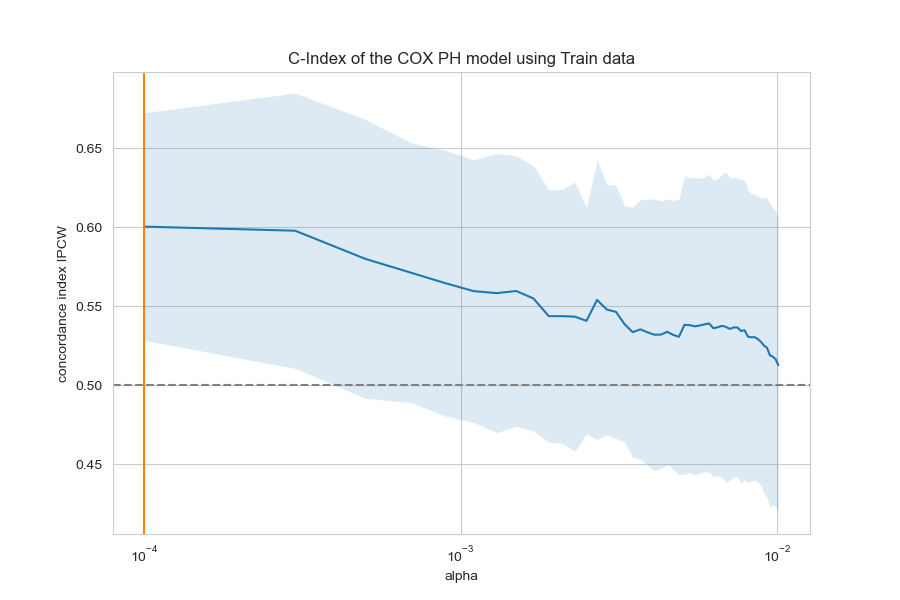 C-Index of the COX PH model using Train data
concordance index IPCW
0.65
0.60
0.55
0.50
0.45
10⁻⁴
10⁻³
10⁻²
alpha